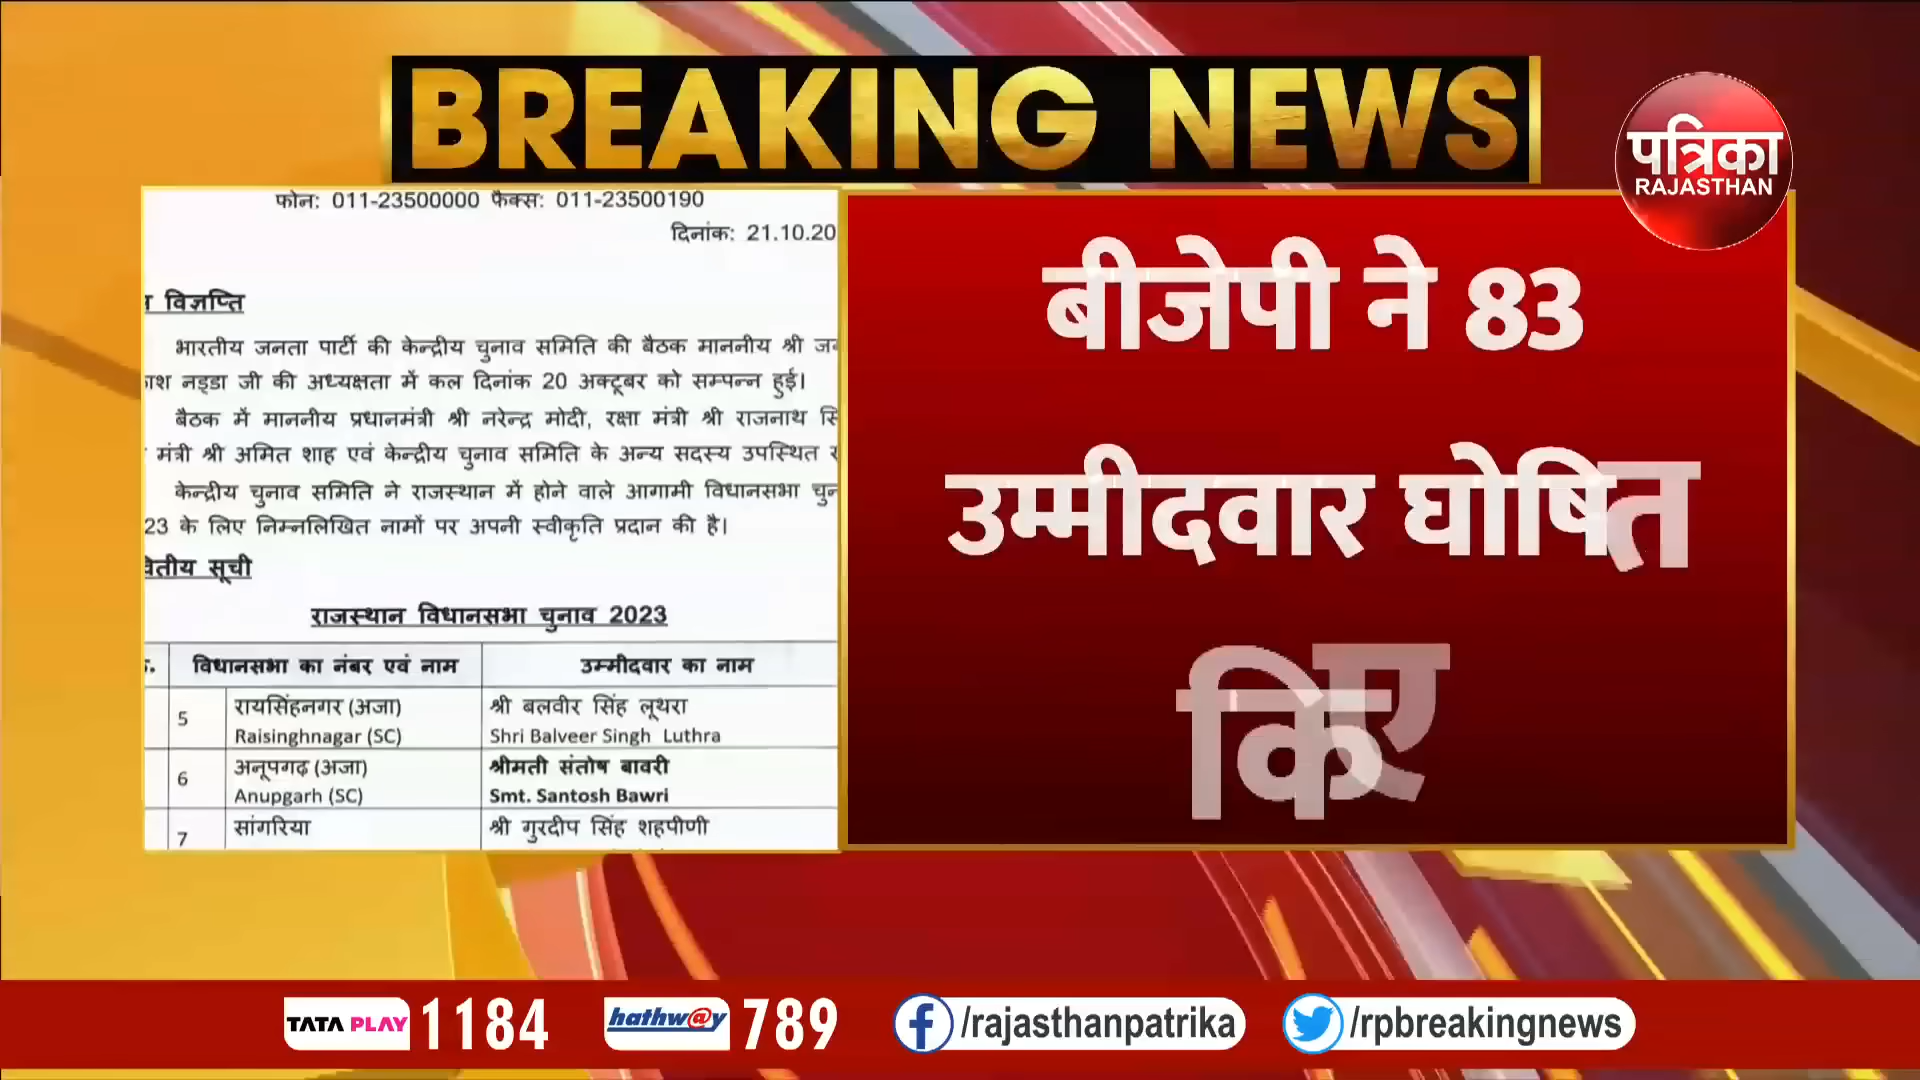 BREAKING NEWS
पत्रिका
RAJASTHAN
फोन: 011-23500000 फैक्स: 011-23500190
दिनांक: 21.10.20
विज्ञप्ति
भारतीय जनता पार्टी की केन्द्रीय चुनाव समिति की बैठक माननीय श्री
नड्डा जी की अध्यक्षता में कल दिनांक 20 अक्टूबर को सम्पन्न हुई।
बैठक में माननीय प्रधानमंत्री श्री नरेन्द्र मोदी, रक्षा मंत्री श्री राजनाथ
मंत्री श्री अमित शाह एवं केन्द्रीय चुनाव समिति के अन्य सदस्य उपस्थित
केन्द्रीय चुनाव समिति ने राजस्थान में होने वाले आगामी विधानसभा
23 के लिए निम्नलिखित नामों पर अपनी स्वीकृति प्रदान की है।
सूची
राजस्थान विधानसभा चुनाव 2023
विधानसभा का नंबर एवं नाम उम्मीदवार का नाम
5 रायसिंहनगर (अजा) श्री बलवीर सिंह लूथरा
Raisinghnagar (SC) Shri Balveer Singh Luthra
6 अनूपगढ़ (अजा) श्रीमती संतोष बावरी
Anupgarh (SC) Smt. Santosh Bawri
7 सांगरिया श्री गुरदीप सिंह शहपीणी
बीजेपी ने 83
उम्मीदवार घोषित
किए
TATA PLAY 1184 hathw@y 789 /rajasthanpatrika /rpbreakingnews